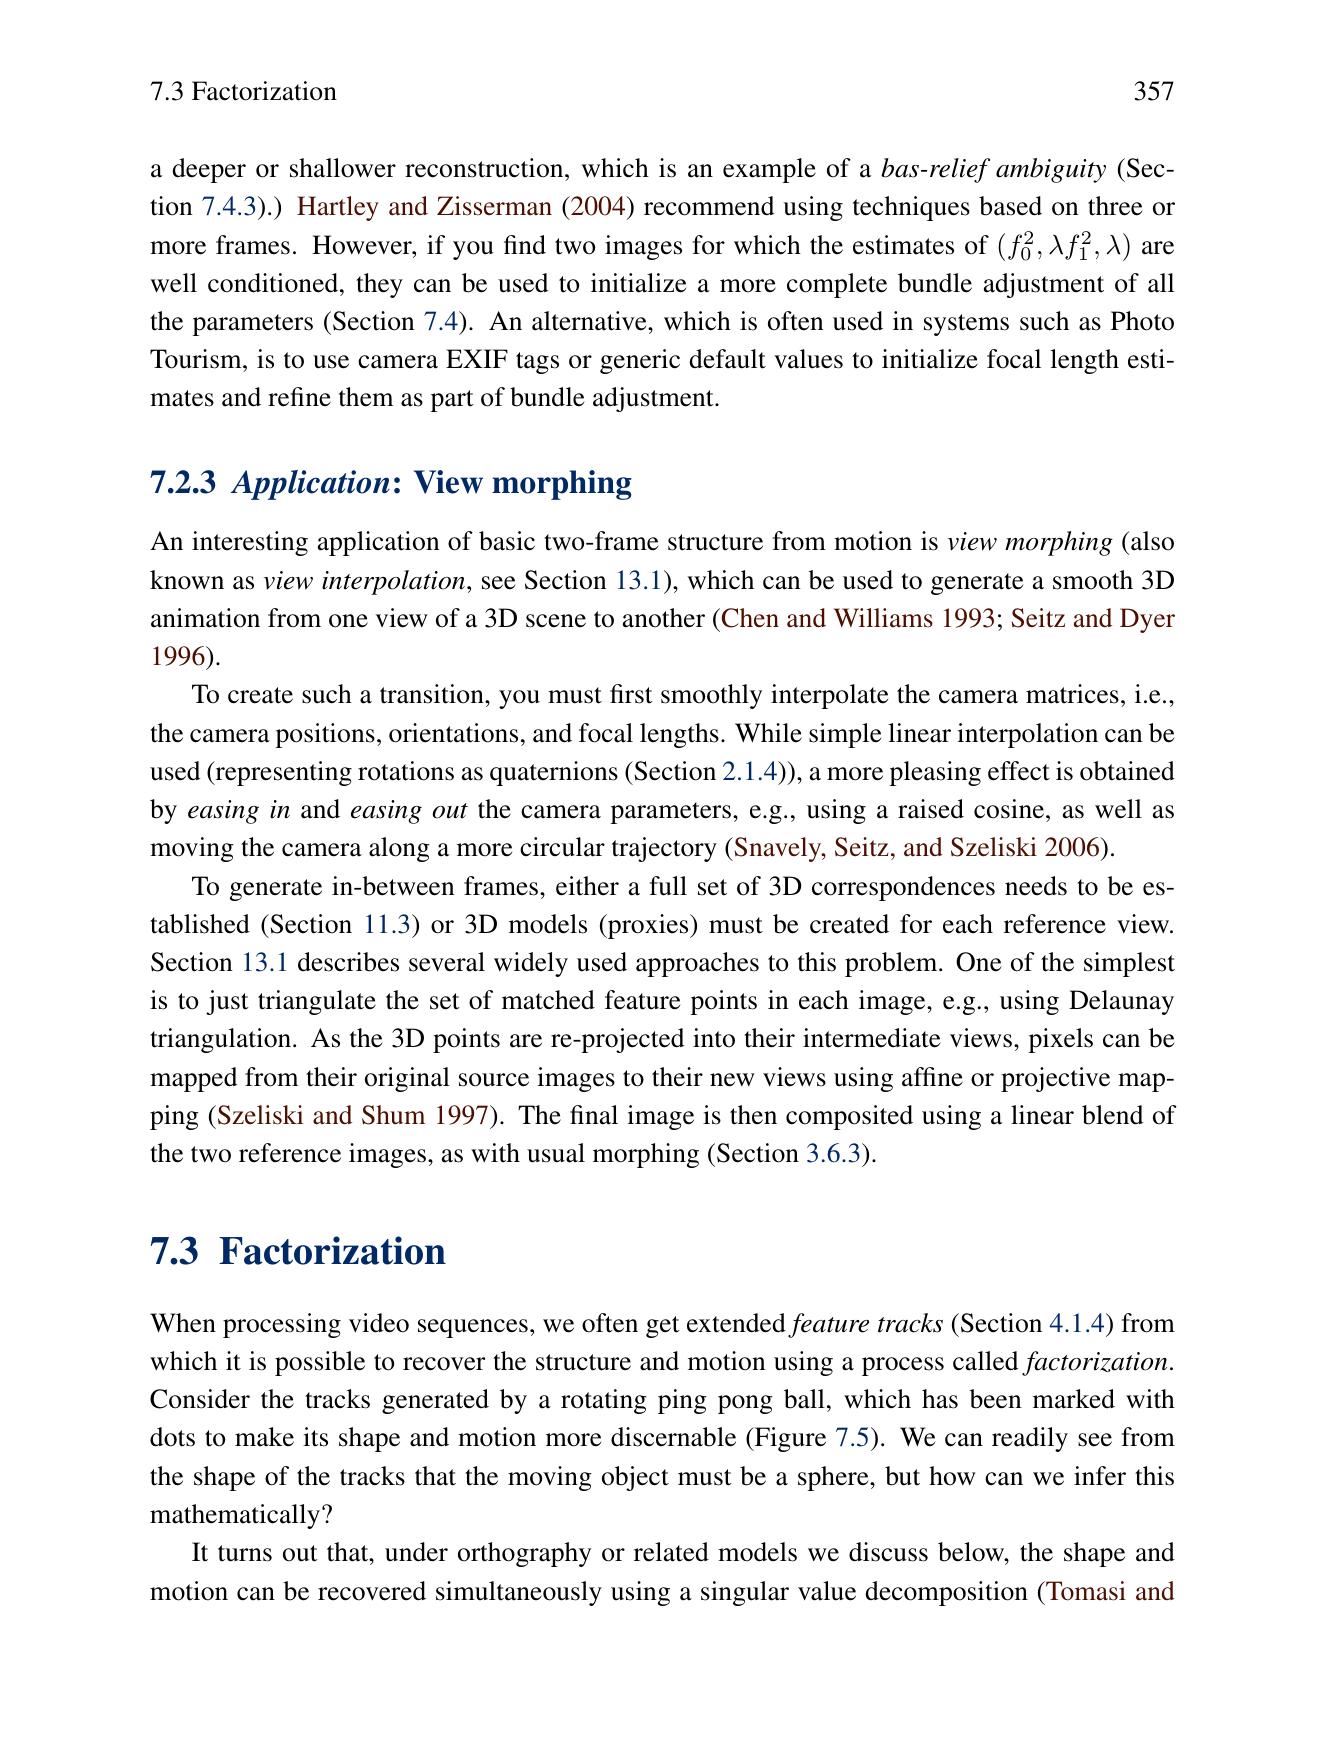 7.3 Factorization 357
a deeper or shallower reconstruction, which is an example of a bas-relief ambiguity (Sec-
tion 7.4.3).) Hartley and Zisserman (2004) recommend using techniques based on three or
more frames. However, if you find two images for which the estimates of (f₀², λf₁², λ) are
well conditioned, they can be used to initialize a more complete bundle adjustment of all
the parameters (Section 7.4). An alternative, which is often used in systems such as Photo
Tourism, is to use camera EXIF tags or generic default values to initialize focal length esti-
mates and refine them as part of bundle adjustment.
7.2.3 Application: View morphing
An interesting application of basic two-frame structure from motion is view morphing (also
known as view interpolation, see Section 13.1), which can be used to generate a smooth 3D
animation from one view of a 3D scene to another (Chen and Williams 1993; Seitz and Dyer
1996).
To create such a transition, you must first smoothly interpolate the camera matrices, i.e.,
the camera positions, orientations, and focal lengths. While simple linear interpolation can be
used (representing rotations as quaternions (Section 2.1.4)), a more pleasing effect is obtained
by easing in and easing out the camera parameters, e.g., using a raised cosine, as well as
moving the camera along a more circular trajectory (Snavely, Seitz, and Szeliski 2006).
To generate in-between frames, either a full set of 3D correspondences needs to be es-
tablished (Section 11.3) or 3D models (proxies) must be created for each reference view.
Section 13.1 describes several widely used approaches to this problem. One of the simplest
is to just triangulate the set of matched feature points in each image, e.g., using Delaunay
triangulation. As the 3D points are re-projected into their intermediate views, pixels can be
mapped from their original source images to their new views using affine or projective map-
ping (Szeliski and Shum 1997). The final image is then composited using a linear blend of
the two reference images, as with usual morphing (Section 3.6.3).
7.3 Factorization
When processing video sequences, we often get extended feature tracks (Section 4.1.4) from
which it is possible to recover the structure and motion using a process called factorization.
Consider the tracks generated by a rotating ping pong ball, which has been marked with
dots to make its shape and motion more discernable (Figure 7.5). We can readily see from
the shape of the tracks that the moving object must be a sphere, but how can we infer this
mathematically?
It turns out that, under orthography or related models we discuss below, the shape and
motion can be recovered simultaneously using a singular value decomposition (Tomasi and